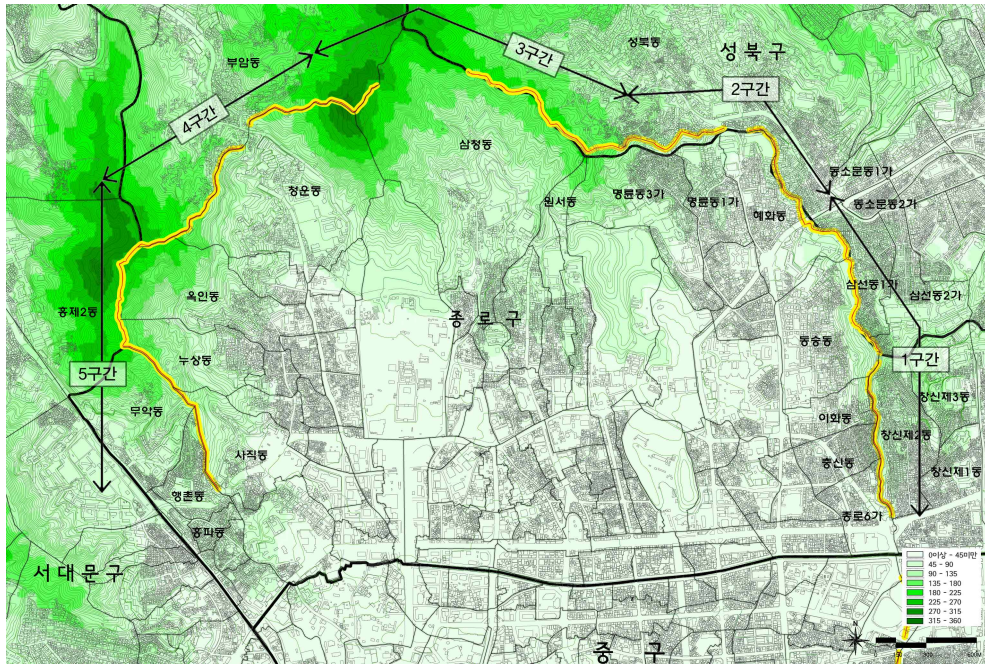 3구간
성북동
성북구
부암동
2구간
4구간
삼청동
동소문동1가
청운동
원서동
명륜동3가
명륜동1가
혜화동
동소문동2가
옥인동
삼선동1가
삼선동2가
홍제2동
종로구
누상동
동숭동
1구간
5구간
무악동
이화동
창신제3동
창신제2동
사직동
충신동
창신제1동
행촌동
홍파동
종로6가
서대문구
0이상 - 45미만
45 - 90
90 - 135
135 - 180
180 - 225
225 - 270
270 - 315
315 - 360
N
중구